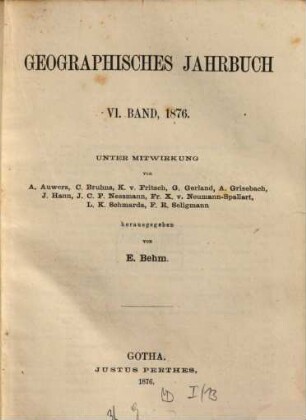 GEOGRAPHISCHES JAHRBUCH
VI. BAND, 1876.
UNTER MITWIRKUNG
von
A. Auwers, C. Bruhns, K. v. Fritsch, G. Gerland, A. Grisebach,
J. Hann, J. C. F. Nessmann, Fr. X. v. Neumann-Spallart,
L. K. Schmarda, F. R. Seligmann
herausgegeben
von
E. Behm.
GOTHA.
JUSTUS PERTHES,
1876.